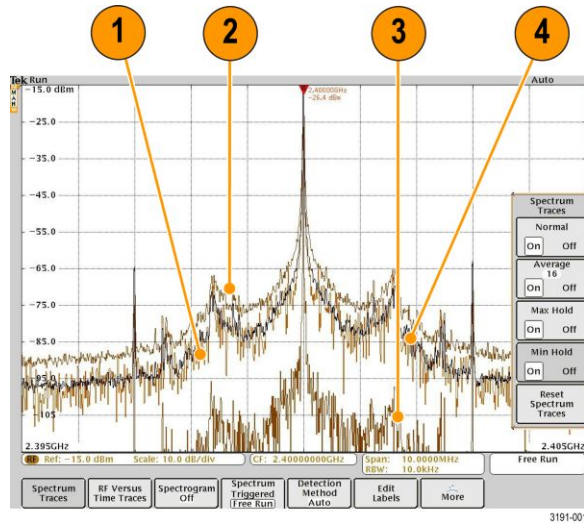 1 2 3 4
Tek Run Auto
-15.0 dBm
2.40000GHz
-26.4 dBm
-25.0
-35.0
-45.0
-55.0
-65.0
-75.0
-85.0
-95.0
-105
Spectrum
Traces
Normal
On Off
Average
16
On Off
Max Hold
On Off
Min Hold
On Off
Reset
Spectrum
Traces
2.395GHz 2.405GHz
RF Ref: -15.0 dBm Scale: 10.0 dB/div CF: 2.40000000GHz Span: 10.0000MHz Free Run
RBW: 10.0kHz
Spectrum
Traces
RF Versus
Time Traces
Spectrogram
Off
Spectrum
Triggered
Free Run
Detection
Method
Auto
Edit
Labels
More
3191-001